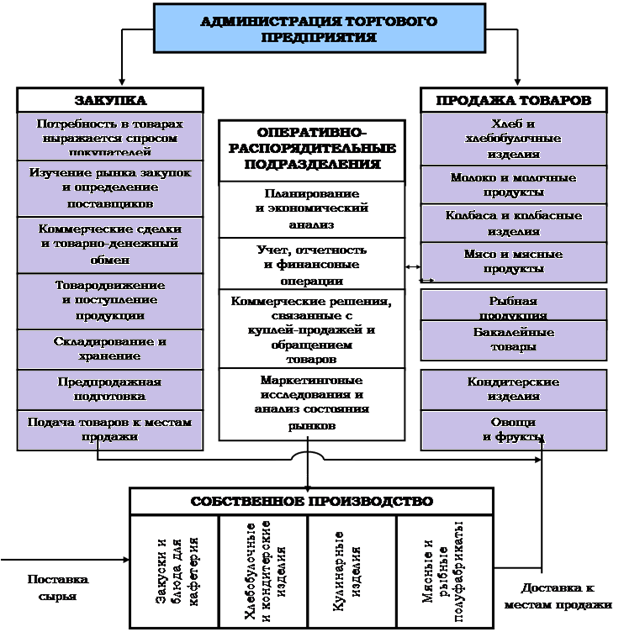 АДМИНИСТРАЦИЯ ТОРГОВОГО
ПРЕДПРИЯТИЯ
ЗАКУПКА
Потребность в товарах
выражается спросом
покупателей
Изучение рынка закупок
и определение
поставщиков
Коммерческие сделки
и товарно-денежный
обмен
Товародвижение
и поступление
продукции
Складирование и
хранение
Предпродажная
подготовка
Подача товаров к местам
продажи
ОПЕРАТИВНО-
РАСПОРЯДИТЕЛЬНЫЕ
ПОДРАЗДЕЛЕНИЯ
Планирование
и экономический
анализ
Учет, отчетность
и финансовые
операции
Коммерческие решения,
связанные с
куплей-продажей и
обращением
товаров
Маркетинговые
исследования и
анализ состояния
рынков
ПРОДАЖА ТОВАРОВ
Хлеб и
хлебобулочные
изделия
Молоко и молочные
продукты
Колбаса и колбасные
изделия
Мясо и мясные
продукты
Рыбная
продукция
Бакалейные
товары
Кондитерские
изделия
Овощи
и фрукты
СОБСТВЕННОЕ ПРОИЗВОДСТВО
Закуски и
блюда для
кафетерия
Хлебобулочные
и кондитерские
изделия
Кулинарные
изделия
Мясные и
рыбные
полуфабрикаты
Поставка
сырья
Доставка к
местам продажи